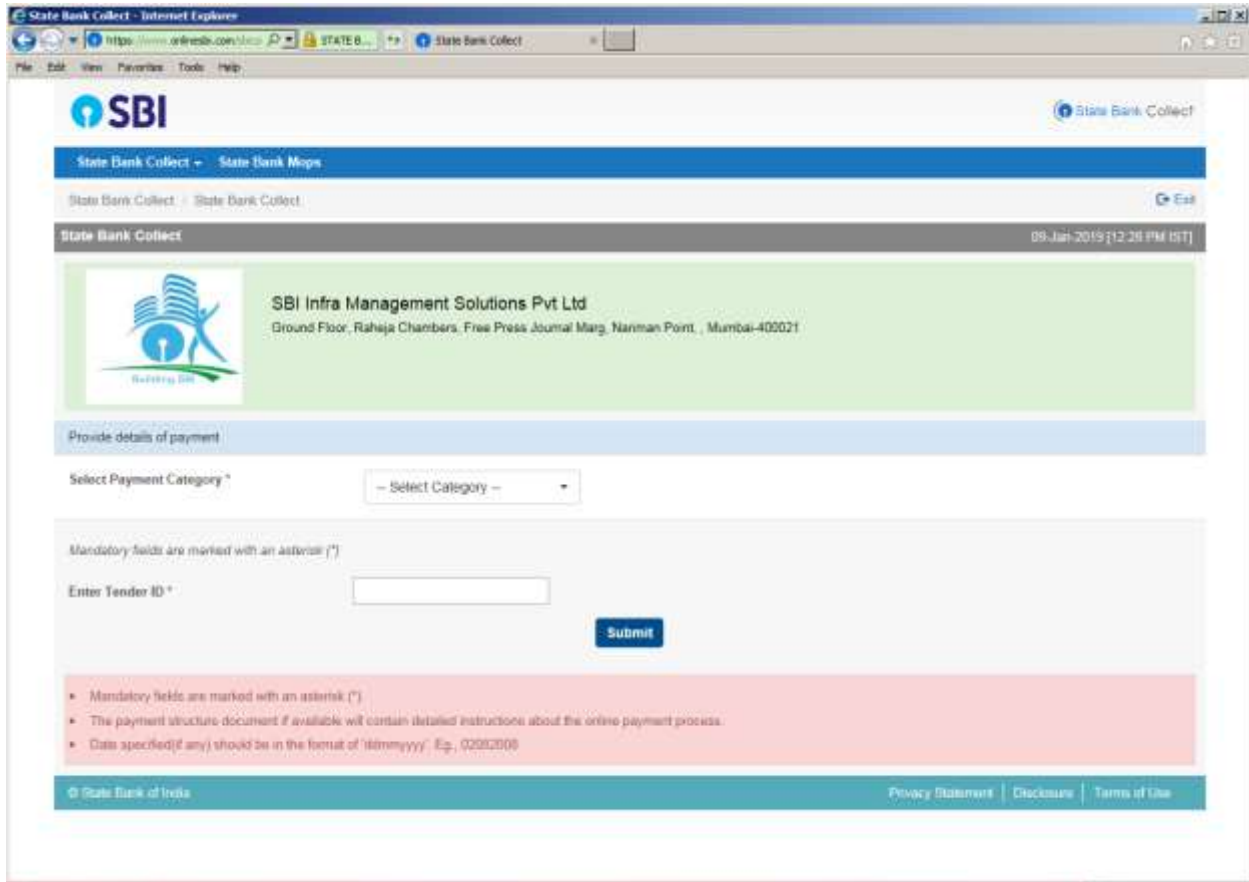 State Bank Collect - Internet Explorer
STATE B... State Bank Collect
File Edit View Favorites Tools Help
SBI
State Bank Collect
State Bank Collect State Bank Mops
State Bank Collect / State Bank Collect
Exit
State Bank Collect
09-Jan-2019 [12:28 PM IST]
Building SBI
SBI Infra Management Solutions Pvt Ltd
Ground Floor, Raheja Chambers, Free Press Journal Marg, Nariman Point, , Mumbai-400021
Provide details of payment
Select Payment Category *
-- Select Category --
Mandatory fields are marked with an asterisk (*)
Enter Tender ID *
Submit
Mandatory fields are marked with an asterisk (*)
The payment structure document if available will contain detailed instructions about the online payment process.
Date specified(if any) should be in the format of 'ddmmyyyy'. Eg., 02082008
© State Bank of India
Privacy Statement | Disclosure | Terms of Use